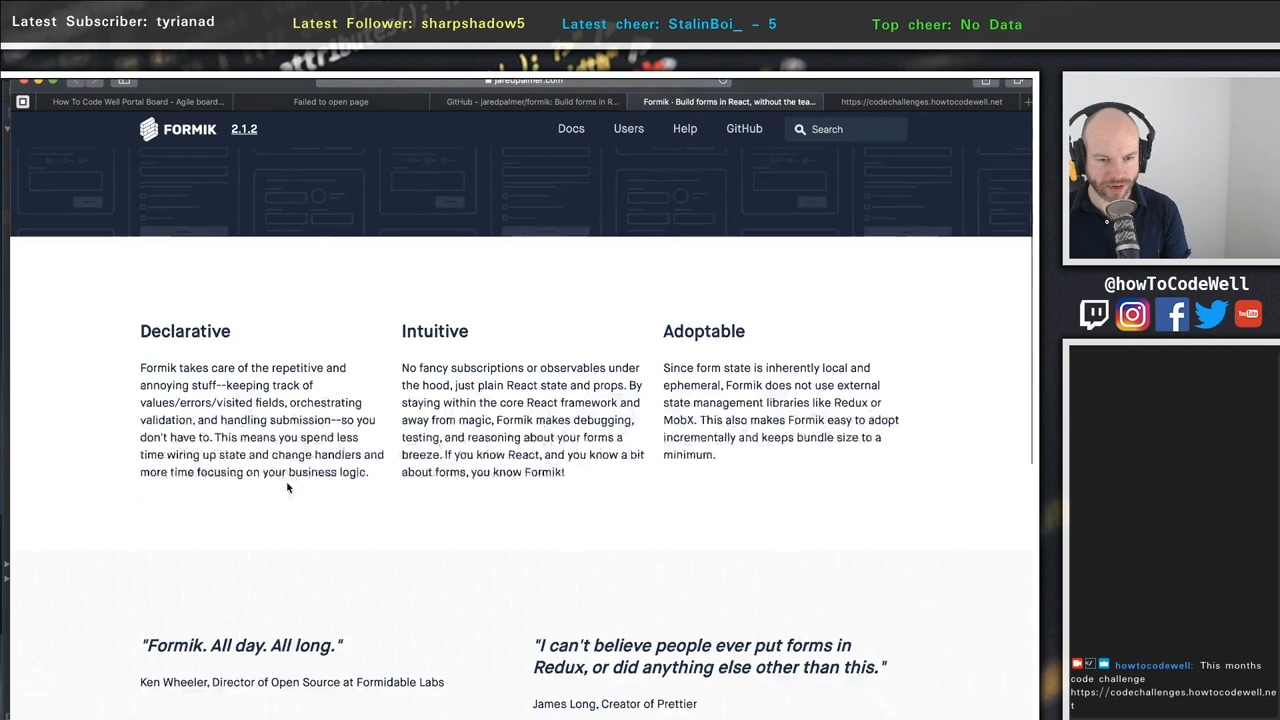 Latest Subscriber: tyrianad
Latest Follower: sharpshadow5
Latest cheer: StalinBoi_ - 5
Top cheer: No Data
jaredpalmer.com
How To Code Well Portal Board - Agile board...
Failed to open page
GitHub - jaredpalmer/formik: Build forms in R...
Formik · Build forms in React, without the tea...
https://codechallenges.howtocodewell.net
FORMIK 2.1.2
Docs
Users
Help
GitHub
Search
Declarative
Formik takes care of the repetitive and
annoying stuff--keeping track of
values/errors/visited fields, orchestrating
validation, and handling submission--so you
don't have to. This means you spend less
time wiring up state and change handlers and
more time focusing on your business logic.
Intuitive
No fancy subscriptions or observables under
the hood, just plain React state and props. By
staying within the core React framework and
away from magic, Formik makes debugging,
testing, and reasoning about your forms a
breeze. If you know React, and you know a bit
about forms, you know Formik!
Adoptable
Since form state is inherently local and
ephemeral, Formik does not use external
state management libraries like Redux or
MobX. This also makes Formik easy to adopt
incrementally and keeps bundle size to a
minimum.
"Formik. All day. All long."
Ken Wheeler, Director of Open Source at Formidable Labs
"I can't believe people ever put forms in
Redux, or did anything else other than this."
James Long, Creator of Prettier
@howToCodeWell
You Tube
howtocodewell: This months
code challenge
https://codechallenges.howtocodewell.ne
t